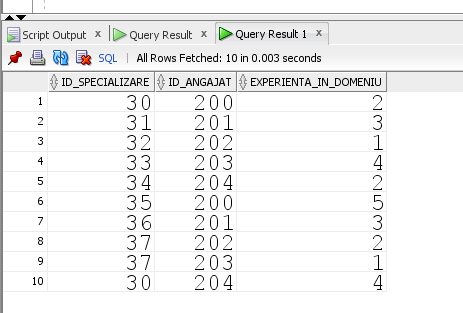 Script Output x Query Result x Query Result 1 x
SQL | All Rows Fetched: 10 in 0.003 seconds
ID_SPECIALIZARE ID_ANGAJAT EXPERIENTA_IN_DOMENIU
1 30 200 2
2 31 201 3
3 32 202 1
4 33 203 4
5 34 204 2
6 35 200 5
7 36 201 3
8 37 202 2
9 37 203 1
10 30 204 4